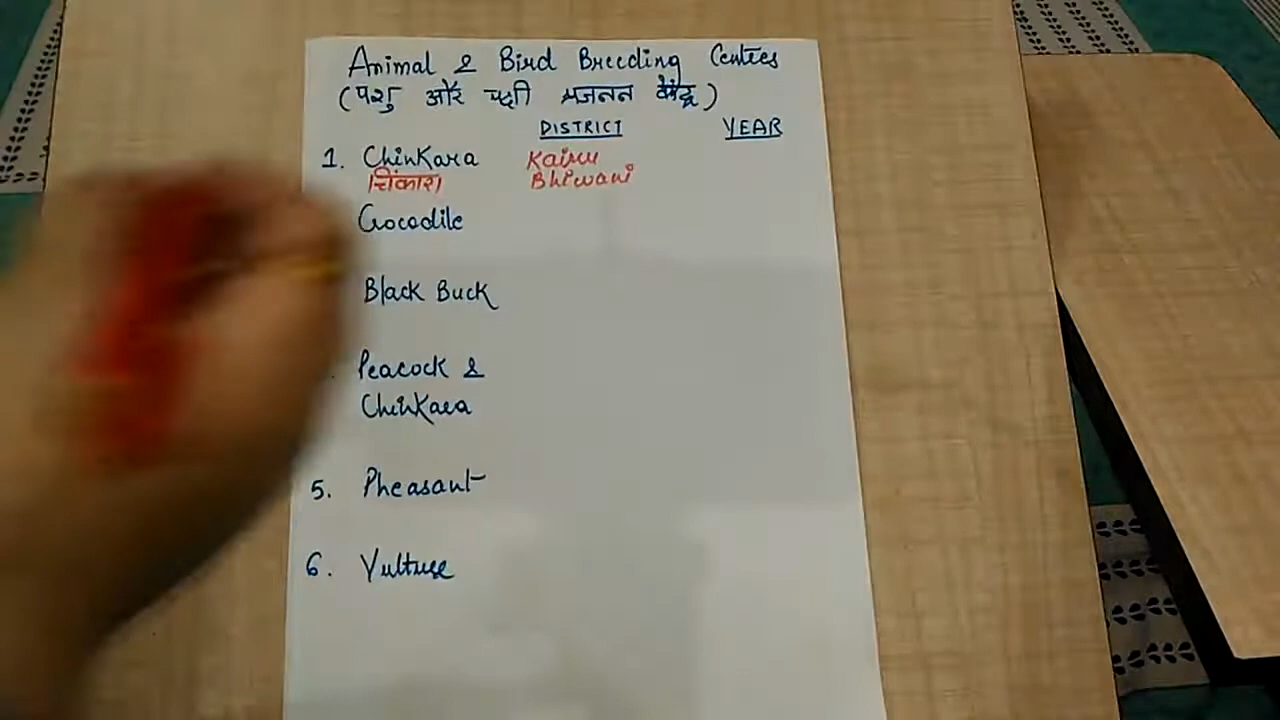 Animal & Bird Breeding Centres
(पशु और पक्षी प्रजनन केंद्र)
DISTRICT YEAR
1. Chinkara Kairu
चिंकारा Bhiwani
Crocodile
Black Buck
Peacock &
Chinkara
5. Pheasant
6. Vulture